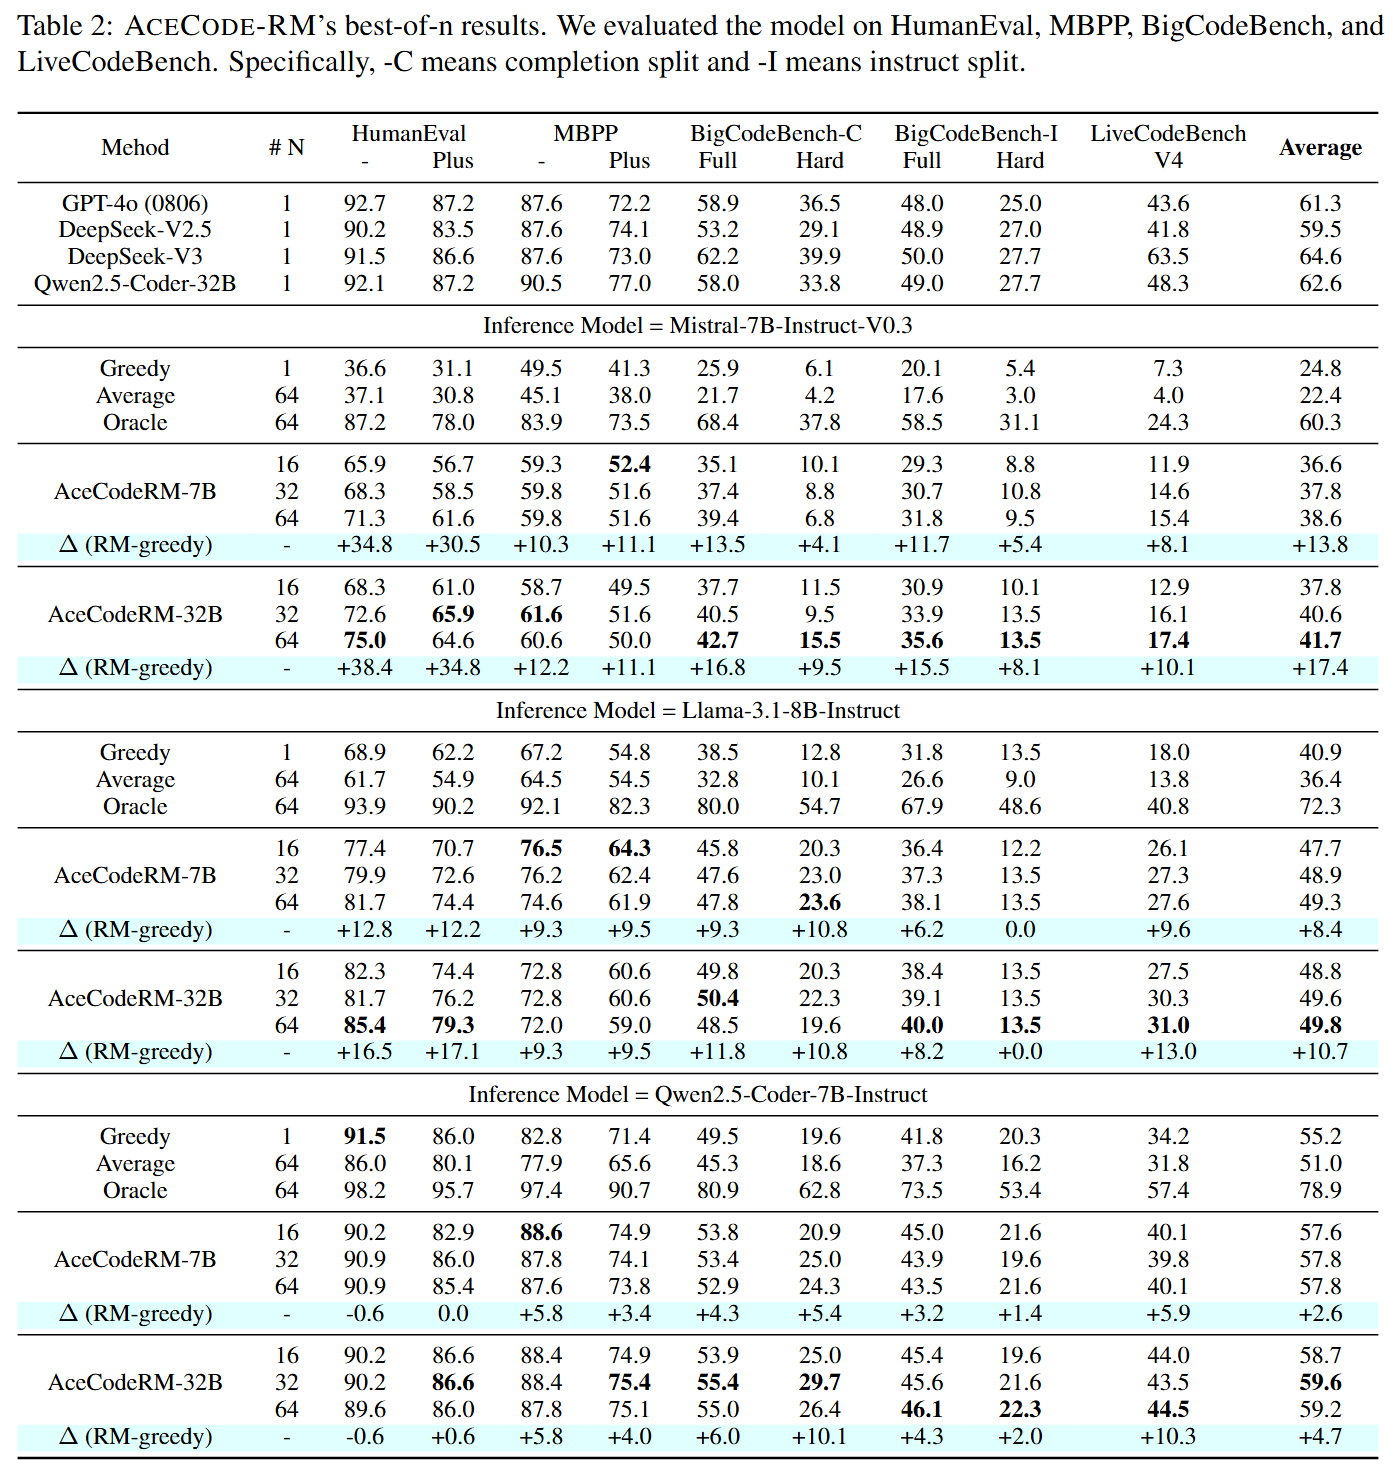 Table 2: ACECODE-RM's best-of-n results. We evaluated the model on HumanEval, MBPP, BigCodeBench, and
LiveCodeBench. Specifically, -C means completion split and -I means instruct split.
Mehod # N HumanEval MBPP BigCodeBench-C BigCodeBench-I LiveCodeBench Average
- Plus - Plus Full Hard Full Hard V4
GPT-4o (0806) 1 92.7 87.2 87.6 72.2 58.9 36.5 48.0 25.0 43.6 61.3
DeepSeek-V2.5 1 90.2 83.5 87.6 74.1 53.2 29.1 48.9 27.0 41.8 59.5
DeepSeek-V3 1 91.5 86.6 87.6 73.0 62.2 39.9 50.0 27.7 63.5 64.6
Qwen2.5-Coder-32B 1 92.1 87.2 90.5 77.0 58.0 33.8 49.0 27.7 48.3 62.6
Inference Model = Mistral-7B-Instruct-V0.3
Greedy 1 36.6 31.1 49.5 41.3 25.9 6.1 20.1 5.4 7.3 24.8
Average 64 37.1 30.8 45.1 38.0 21.7 4.2 17.6 3.0 4.0 22.4
Oracle 64 87.2 78.0 83.9 73.5 68.4 37.8 58.5 31.1 24.3 60.3
16 65.9 56.7 59.3 52.4 35.1 10.1 29.3 8.8 11.9 36.6
AceCodeRM-7B 32 68.3 58.5 59.8 51.6 37.4 8.8 30.7 10.8 14.6 37.8
64 71.3 61.6 59.8 51.6 39.4 6.8 31.8 9.5 15.4 38.6
Δ (RM-greedy) - +34.8 +30.5 +10.3 +11.1 +13.5 +4.1 +11.7 +5.4 +8.1 +13.8
16 68.3 61.0 58.7 49.5 37.7 11.5 30.9 10.1 12.9 37.8
AceCodeRM-32B 32 72.6 65.9 61.6 51.6 40.5 9.5 33.9 13.5 16.1 40.6
64 75.0 64.6 60.6 50.0 42.7 15.5 35.6 13.5 17.4 41.7
Δ (RM-greedy) - +38.4 +34.8 +12.2 +11.1 +16.8 +9.5 +15.5 +8.1 +10.1 +17.4
Inference Model = Llama-3.1-8B-Instruct
Greedy 1 68.9 62.2 67.2 54.8 38.5 12.8 31.8 13.5 18.0 40.9
Average 64 61.7 54.9 64.5 54.5 32.8 10.1 26.6 9.0 13.8 36.4
Oracle 64 93.9 90.2 92.1 82.3 80.0 54.7 67.9 48.6 40.8 72.3
16 77.4 70.7 76.5 64.3 45.8 20.3 36.4 12.2 26.1 47.7
AceCodeRM-7B 32 79.9 72.6 76.2 62.4 47.6 23.0 37.3 13.5 27.3 48.9
64 81.7 74.4 74.6 61.9 47.8 23.6 38.1 13.5 27.6 49.3
Δ (RM-greedy) - +12.8 +12.2 +9.3 +9.5 +9.3 +10.8 +6.2 0.0 +9.6 +8.4
16 82.3 74.4 72.8 60.6 49.8 20.3 38.4 13.5 27.5 48.8
AceCodeRM-32B 32 81.7 76.2 72.8 60.6 50.4 22.3 39.1 13.5 30.3 49.6
64 85.4 79.3 72.0 59.0 48.5 19.6 40.0 13.5 31.0 49.8
Δ (RM-greedy) - +16.5 +17.1 +9.3 +9.5 +11.8 +10.8 +8.2 +0.0 +13.0 +10.7
Inference Model = Qwen2.5-Coder-7B-Instruct
Greedy 1 91.5 86.0 82.8 71.4 49.5 19.6 41.8 20.3 34.2 55.2
Average 64 86.0 80.1 77.9 65.6 45.3 18.6 37.3 16.2 31.8 51.0
Oracle 64 98.2 95.7 97.4 90.7 80.9 62.8 73.5 53.4 57.4 78.9
16 90.2 82.9 88.6 74.9 53.8 20.9 45.0 21.6 40.1 57.6
AceCodeRM-7B 32 90.9 86.0 87.8 74.1 53.4 25.0 43.9 19.6 39.8 57.8
64 90.9 85.4 87.6 73.8 52.9 24.3 43.5 21.6 40.1 57.8
Δ (RM-greedy) - -0.6 0.0 +5.8 +3.4 +4.3 +5.4 +3.2 +1.4 +5.9 +2.6
16 90.2 86.6 88.4 74.9 53.9 25.0 45.4 19.6 44.0 58.7
AceCodeRM-32B 32 90.2 86.6 88.4 75.4 55.4 29.7 45.6 21.6 43.5 59.6
64 89.6 86.0 87.8 75.1 55.0 26.4 46.1 22.3 44.5 59.2
Δ (RM-greedy) - -0.6 +0.6 +5.8 +4.0 +6.0 +10.1 +4.3 +2.0 +10.3 +4.7